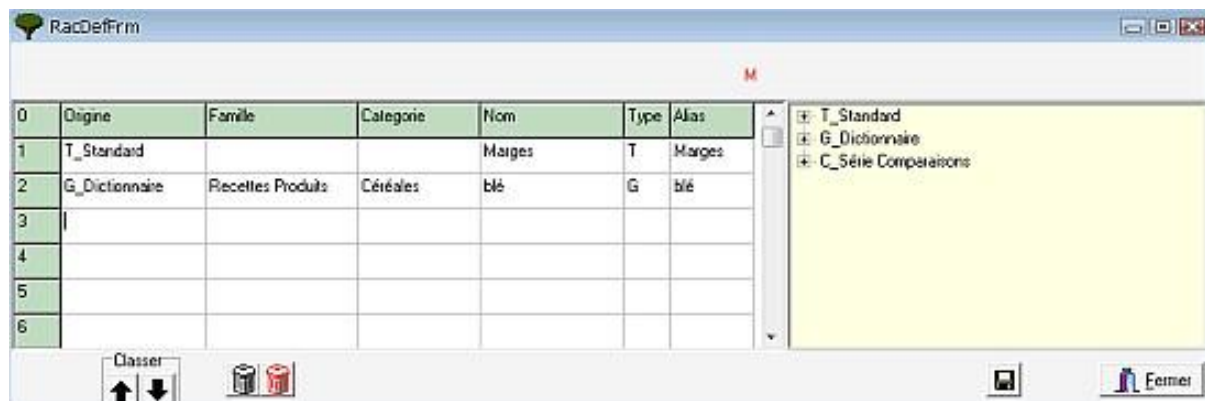 RacDefFrm
M
0 Origine Famille Categorie Nom Type Alias
1 T_Standard Marges T Marges
2 G_Dictionnaire Recettes Produits Céréales blé G blé
3
4
5
6
T_Standard
G_Dictionnaire
C_Série Comparaisons
Classer
Fermer